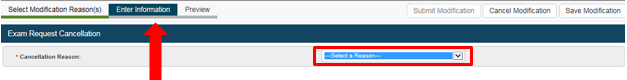 Select Modification Reason(s) Enter Information Preview Submit Modification Cancel Modification Save Modification
Exam Request Cancellation
* Cancellation Reason: ---Select a Reason---